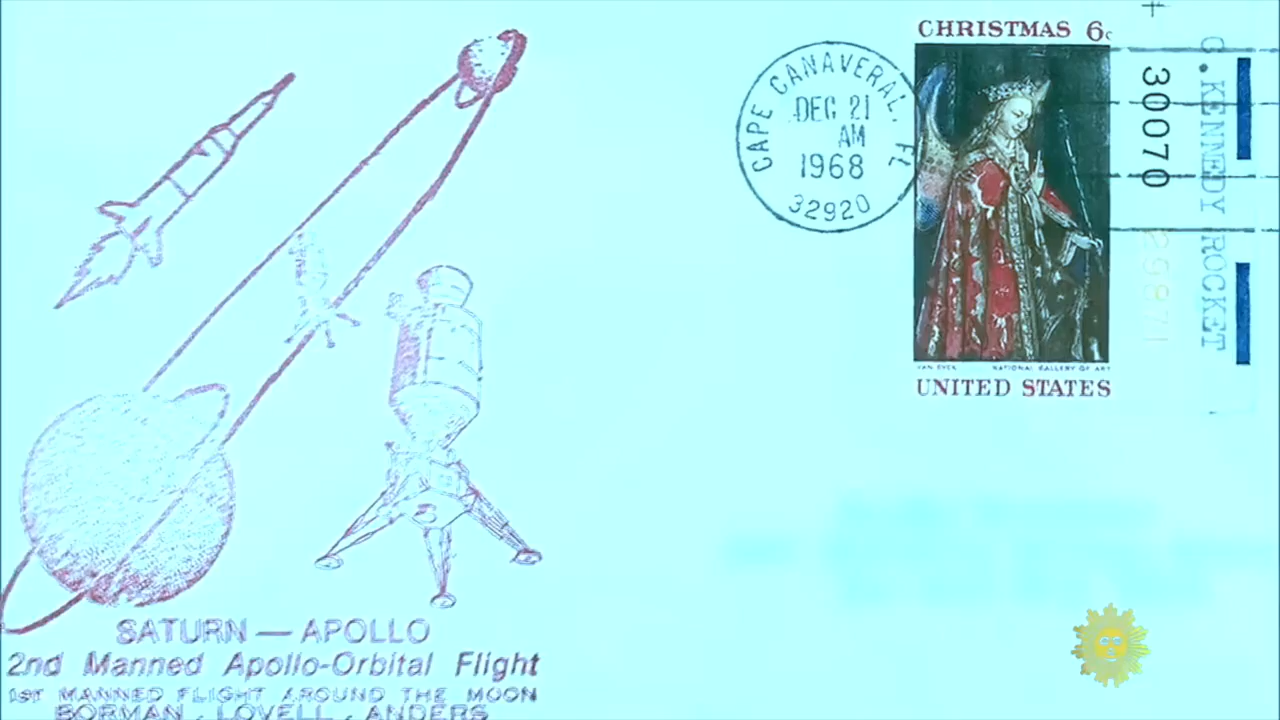 CHRISTMAS 6c
CAPE CANAVERAL, FL
DEC 21
AM
1968
32920
30070
29871
KENNEDY ROCKET
VAN EYCK NATIONAL GALLERY OF ART
UNITED STATES
SATURN — APOLLO
2nd Manned Apollo-Orbital Flight
1ST MANNED FLIGHT AROUND THE MOON
BORMAN . LOVELL . ANDERS